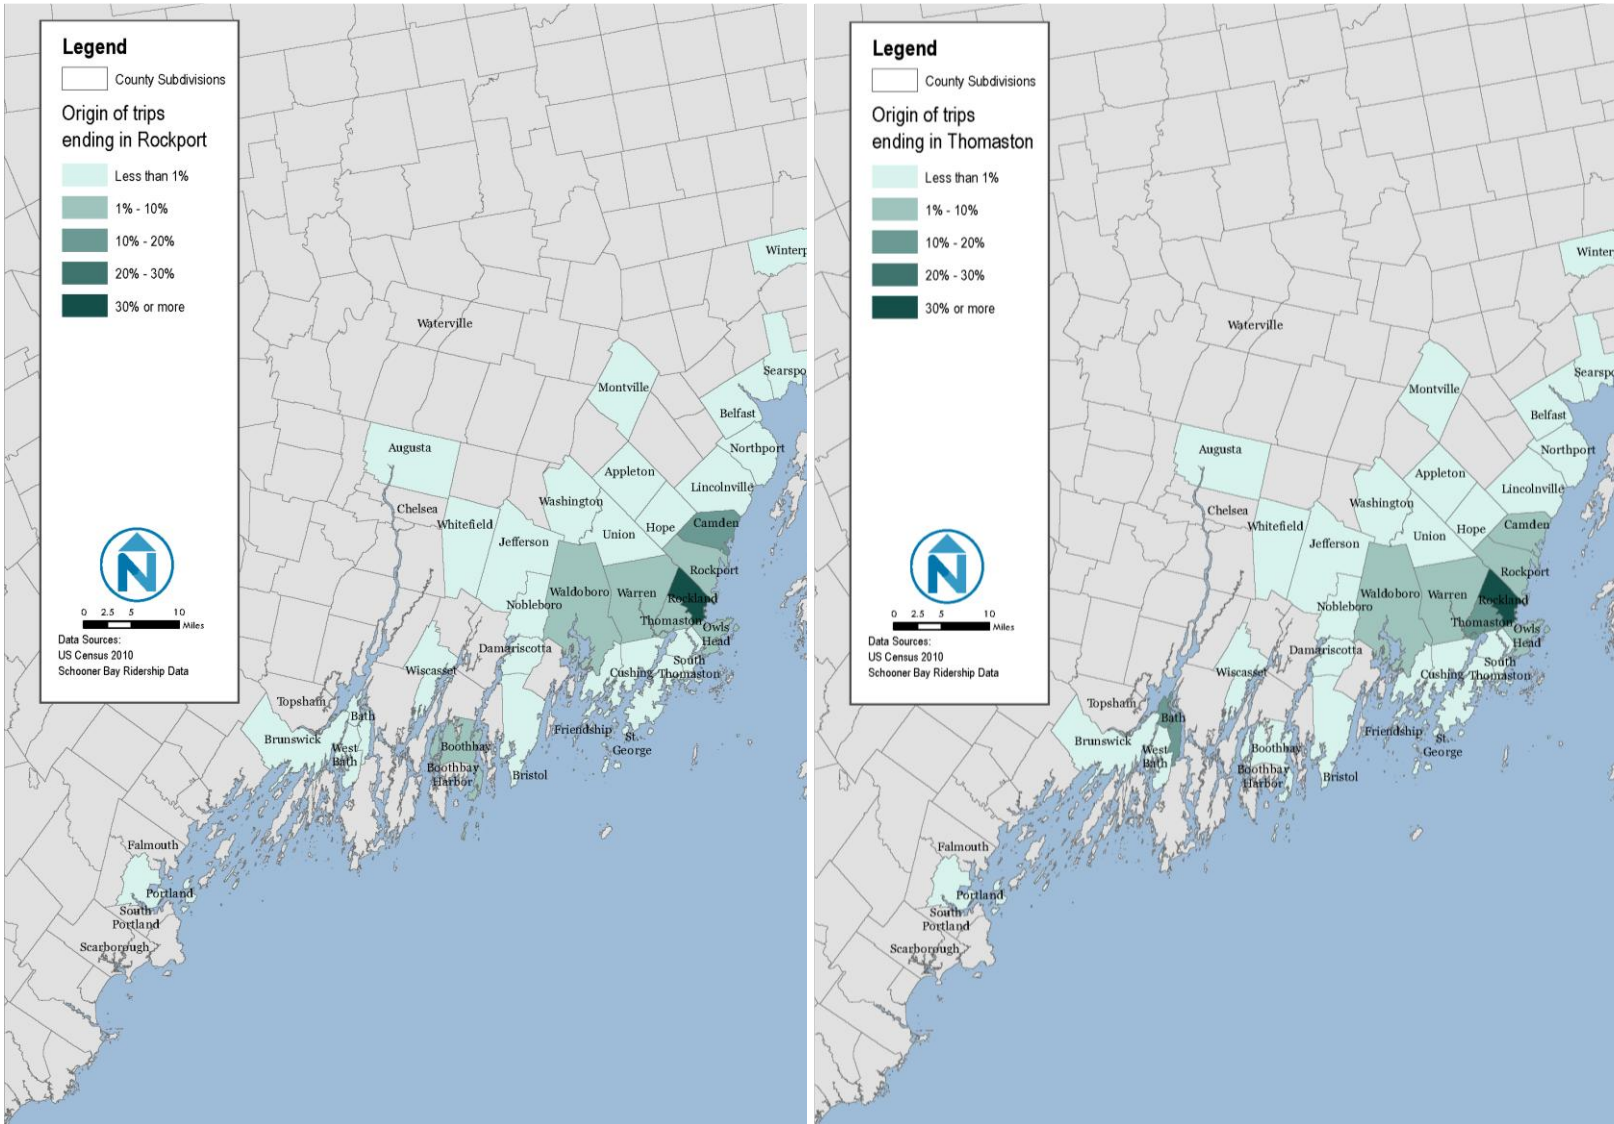 Legend
County Subdivisions
Origin of trips
ending in Rockport
Less than 1%
1% - 10%
10% - 20%
20% - 30%
30% or more
N
0 2.5 5 10
Miles
Data Sources:
US Census 2010
Schooner Bay Ridership Data
Winterp
Waterville
Searspo
Montville
Belfast
Northport
Augusta
Appleton
Lincolnville
Washington
Chelsea
Whitefield
Hope
Camden
Union
Jefferson
Rockport
Waldoboro
Warren
Rockland
Nobleboro
Thomaston
Owls
Head
Damariscotta
South
Thomaston
Wiscasset
Cushing
Topsham
Bath
Friendship
St.
George
Brunswick
West
Bath
Boothbay
Boothbay
Harbor
Bristol
Falmouth
Portland
South
Portland
Scarborough
Legend
County Subdivisions
Origin of trips
ending in Thomaston
Less than 1%
1% - 10%
10% - 20%
20% - 30%
30% or more
N
0 2.5 5 10
Miles
Data Sources:
US Census 2010
Schooner Bay Ridership Data
Winter
Waterville
Searspo
Montville
Belfast
Northport
Augusta
Appleton
Lincolnville
Washington
Chelsea
Whitefield
Hope
Camden
Union
Jefferson
Rockport
Waldoboro
Warren
Rockland
Nobleboro
Thomaston
Owls
Head
Damariscotta
South
Thomaston
Wiscasset
Cushing
Topsham
Bath
Friendship
St.
George
Brunswick
West
Bath
Boothbay
Boothbay
Harbor
Bristol
Falmouth
Portland
South
Portland
Scarborough